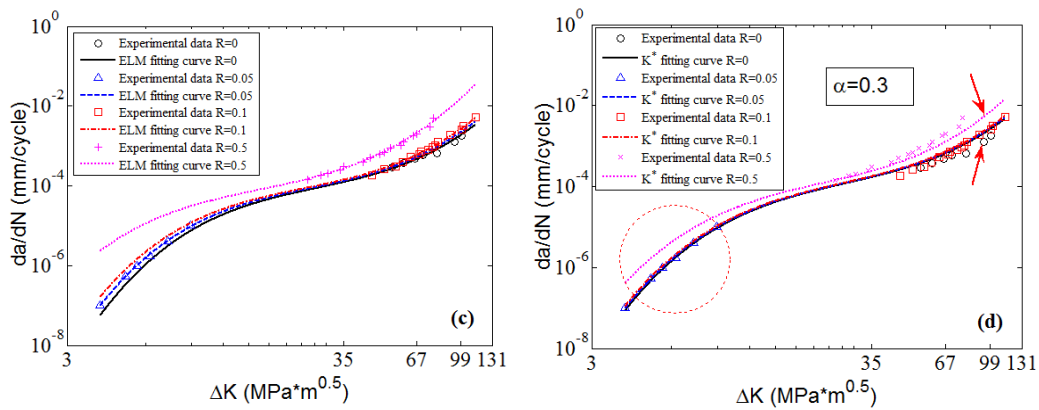 10^0
10^-2
10^-4
10^-6
10^-8
da/dN (mm/cycle)
Experimental data R=0
ELM fitting curve R=0
Experimental data R=0.05
ELM fitting curve R=0.05
Experimental data R=0.1
ELM fitting curve R=0.1
Experimental data R=0.5
ELM fitting curve R=0.5
(c)
3 35 67 99 131
ΔK (MPa*m^0.5)
10^0
10^-2
10^-4
10^-6
10^-8
da/dN (mm/cycle)
Experimental data R=0
K* fitting curve R=0
Experimental data R=0.05
K* fitting curve R=0.05
Experimental data R=0.1
K* fitting curve R=0.1
Experimental data R=0.5
K* fitting curve R=0.5
α=0.3
(d)
3 35 67 99 131
ΔK (MPa*m^0.5)